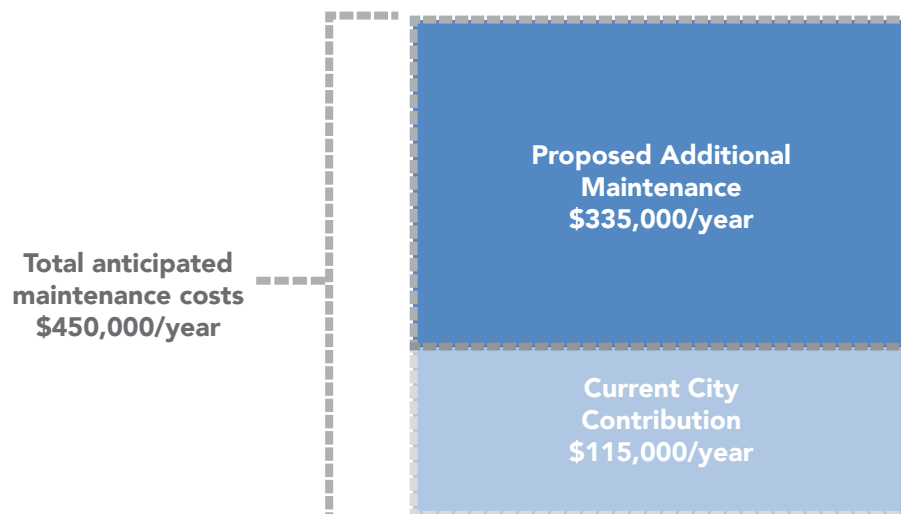 Proposed Additional
Maintenance
$335,000/year
Total anticipated
maintenance costs
$450,000/year
Current City
Contribution
$115,000/year